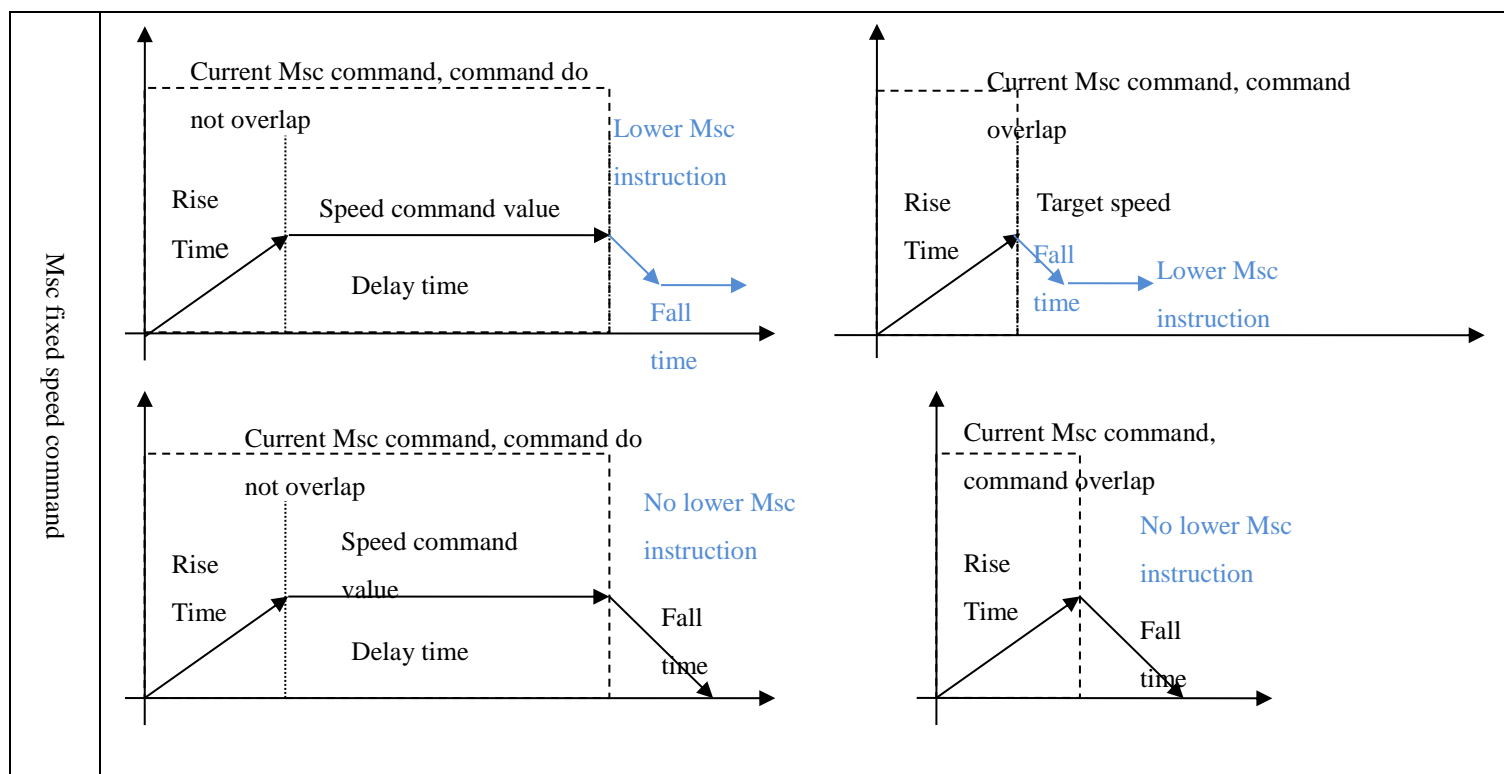 Msc fixed speed command
Current Msc command, command do
not overlap
Lower Msc
instruction
Rise
Time
Speed command value
Delay time
Fall
time
Current Msc command, command
overlap
Rise
Time
Target speed
Fall
time
Lower Msc
instruction
Current Msc command, command do
not overlap
No lower Msc
instruction
Rise
Time
Speed command
value
Delay time
Fall
time
Current Msc command,
command overlap
No lower Msc
instruction
Rise
Time
Fall
time